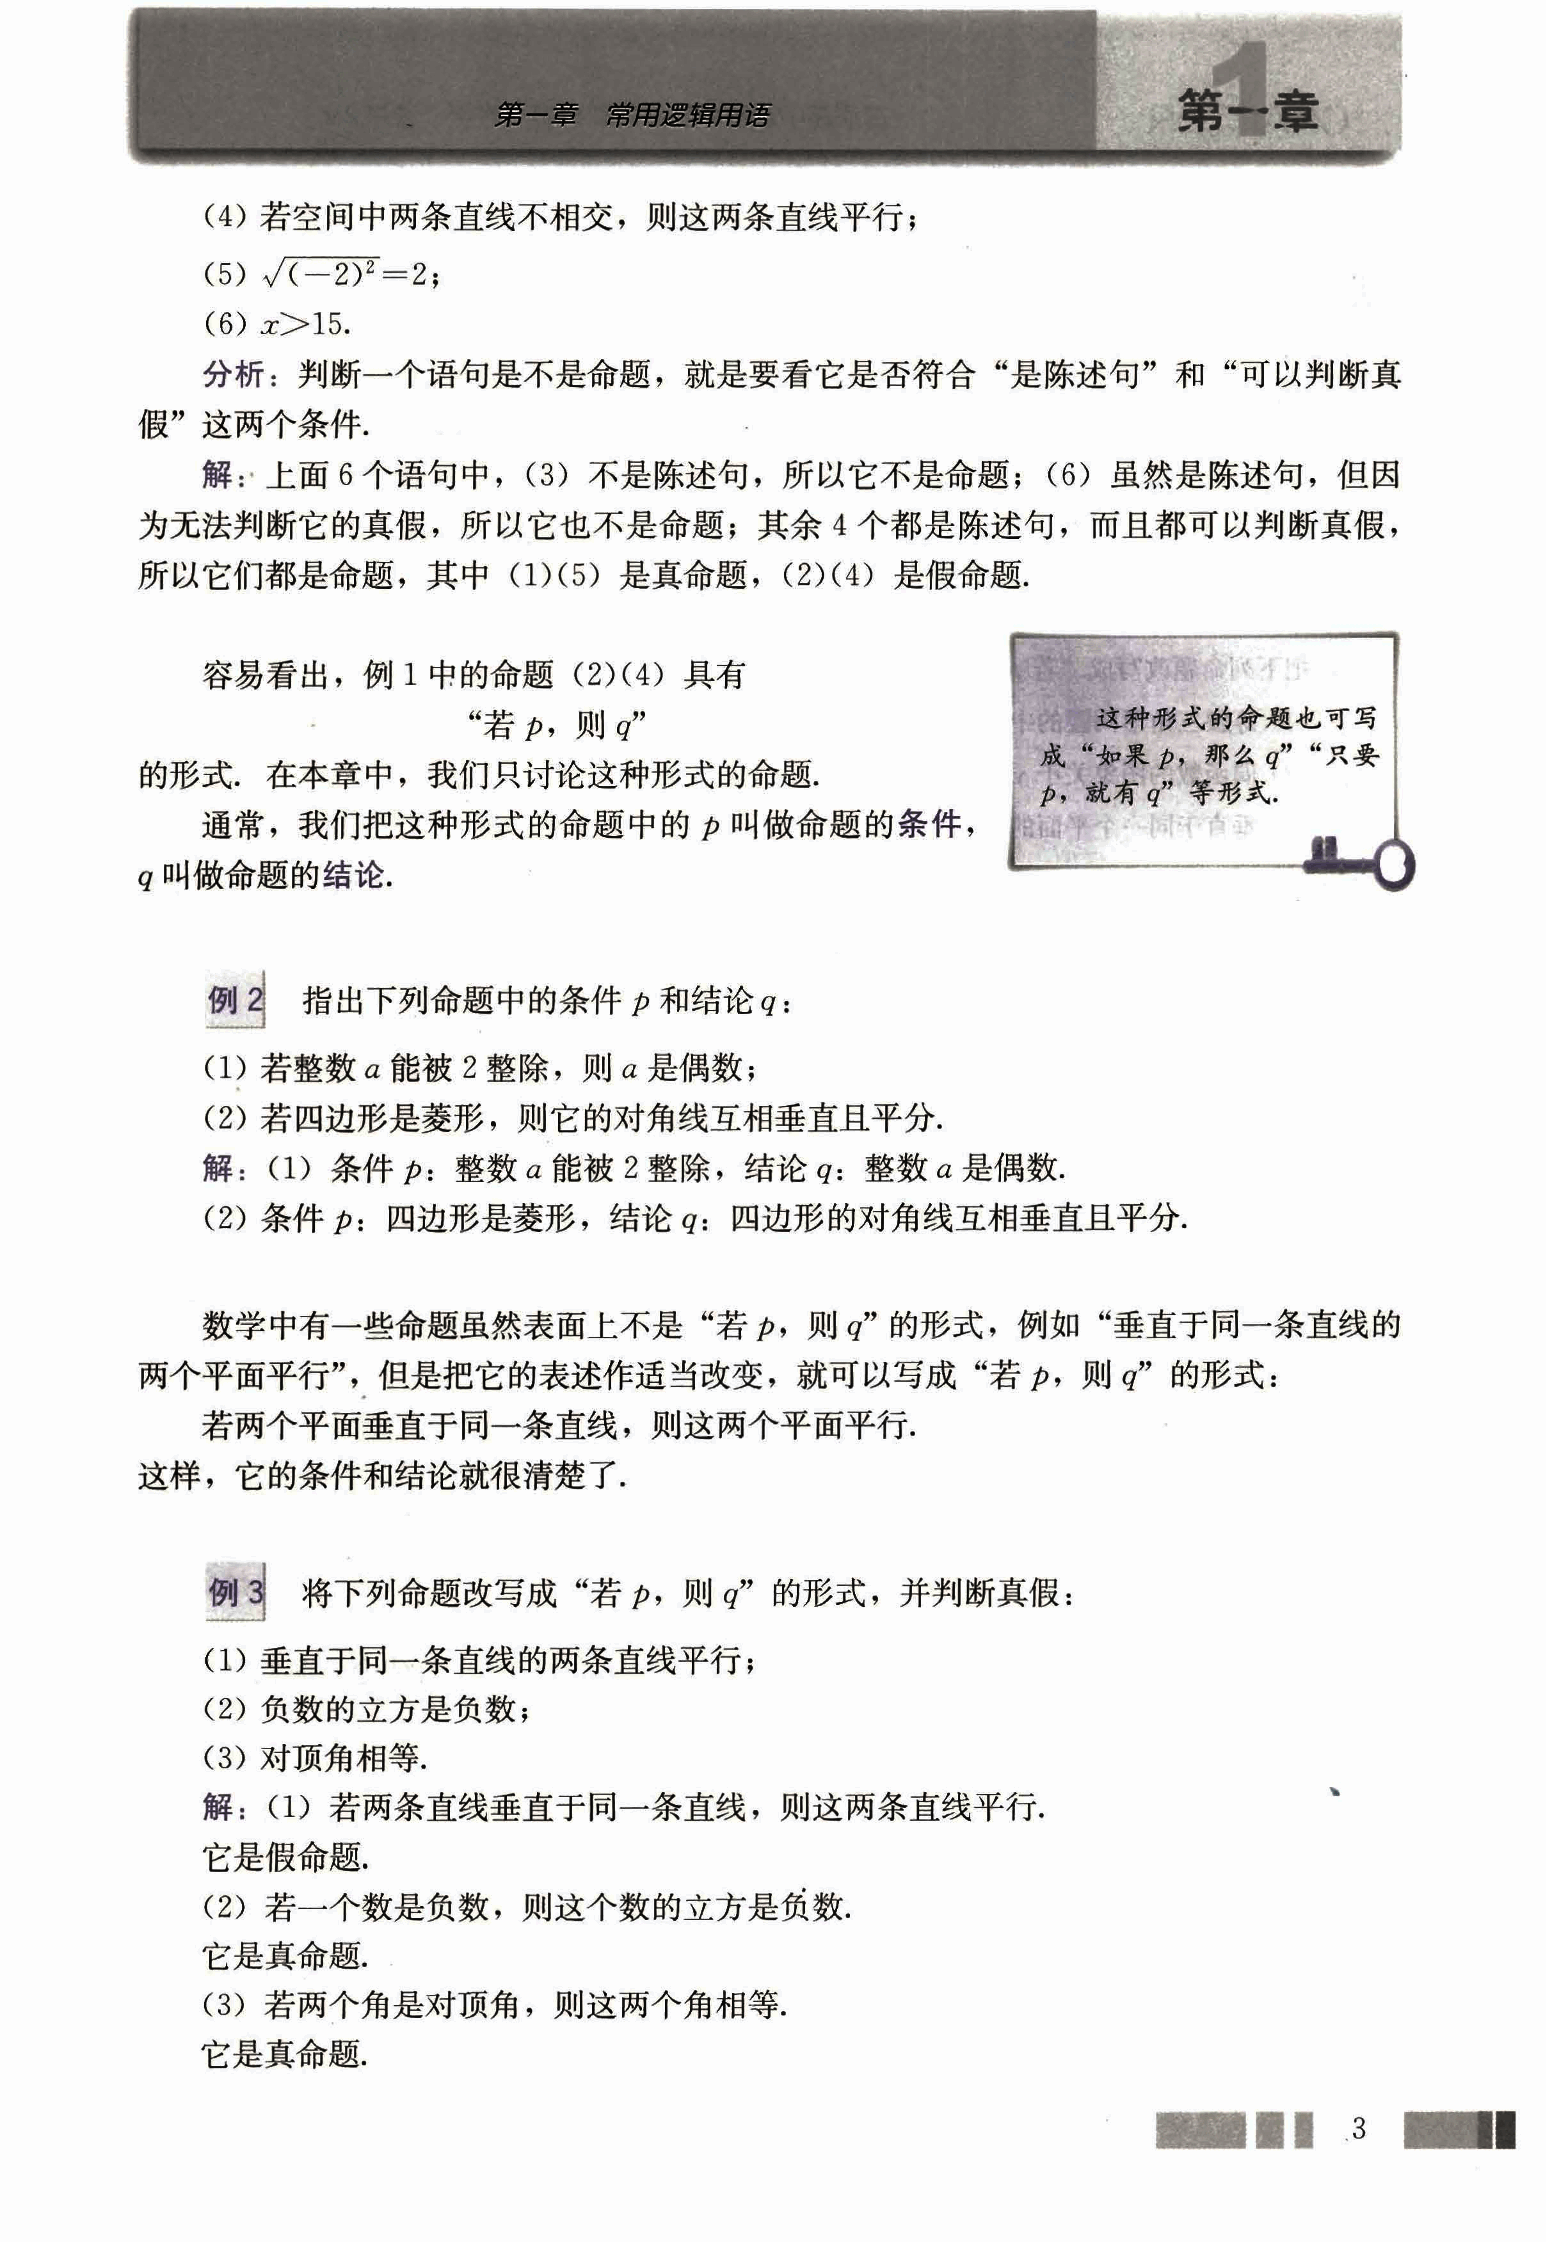 第一章 常用逻辑用语
第一章
(4) 若空间中两条直线不相交，则这两条直线平行；
(5) √(－2)²＝2；
(6) x＞15.
分析：判断一个语句是不是命题，就是要看它是否符合“是陈述句”和“可以判断真
假”这两个条件.
解：上面 6 个语句中，(3) 不是陈述句，所以它不是命题；(6) 虽然是陈述句，但因
为无法判断它的真假，所以它也不是命题；其余 4 个都是陈述句，而且都可以判断真假，
所以它们都是命题，其中 (1)(5) 是真命题，(2)(4) 是假命题.
容易看出，例 1 中的命题 (2)(4) 具有
“若 p，则 q”
的形式. 在本章中，我们只讨论这种形式的命题.
通常，我们把这种形式的命题中的 p 叫做命题的条件，
q 叫做命题的结论.
这种形式的命题也可写
成“如果 p，那么 q”“只要
p，就有 q”等形式.
例 2 指出下列命题中的条件 p 和结论 q：
(1) 若整数 a 能被 2 整除，则 a 是偶数；
(2) 若四边形是菱形，则它的对角线互相垂直且平分.
解：(1) 条件 p：整数 a 能被 2 整除，结论 q：整数 a 是偶数.
(2) 条件 p：四边形是菱形，结论 q：四边形的对角线互相垂直且平分.
数学中有一些命题虽然表面上不是“若 p，则 q”的形式，例如“垂直于同一条直线的
两个平面平行”，但是把它的表述作适当改变，就可以写成“若 p，则 q”的形式：
若两个平面垂直于同一条直线，则这两个平面平行.
这样，它的条件和结论就很清楚了.
例 3 将下列命题改写成“若 p，则 q”的形式，并判断真假：
(1) 垂直于同一条直线的两条直线平行；
(2) 负数的立方是负数；
(3) 对顶角相等.
解：(1) 若两条直线垂直于同一条直线，则这两条直线平行.
它是假命题.
(2) 若一个数是负数，则这个数的立方是负数.
它是真命题.
(3) 若两个角是对顶角，则这两个角相等.
它是真命题.
3